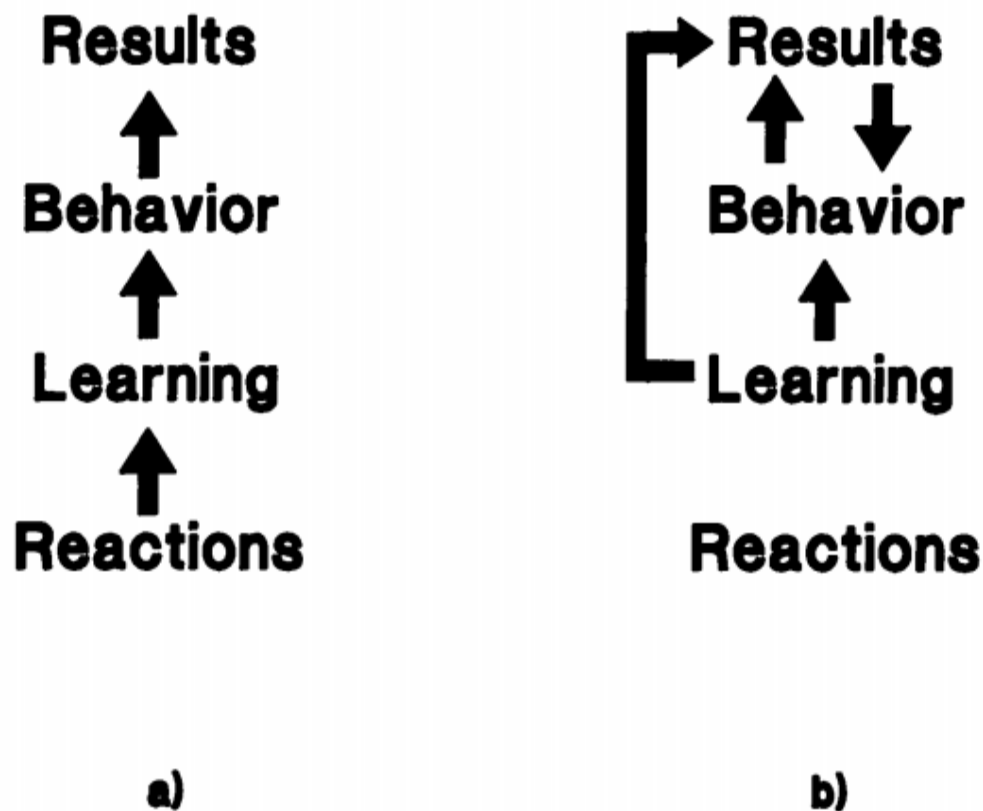 Results
Behavior
Learning
Reactions
a)
Results
Behavior
Learning
Reactions
b)